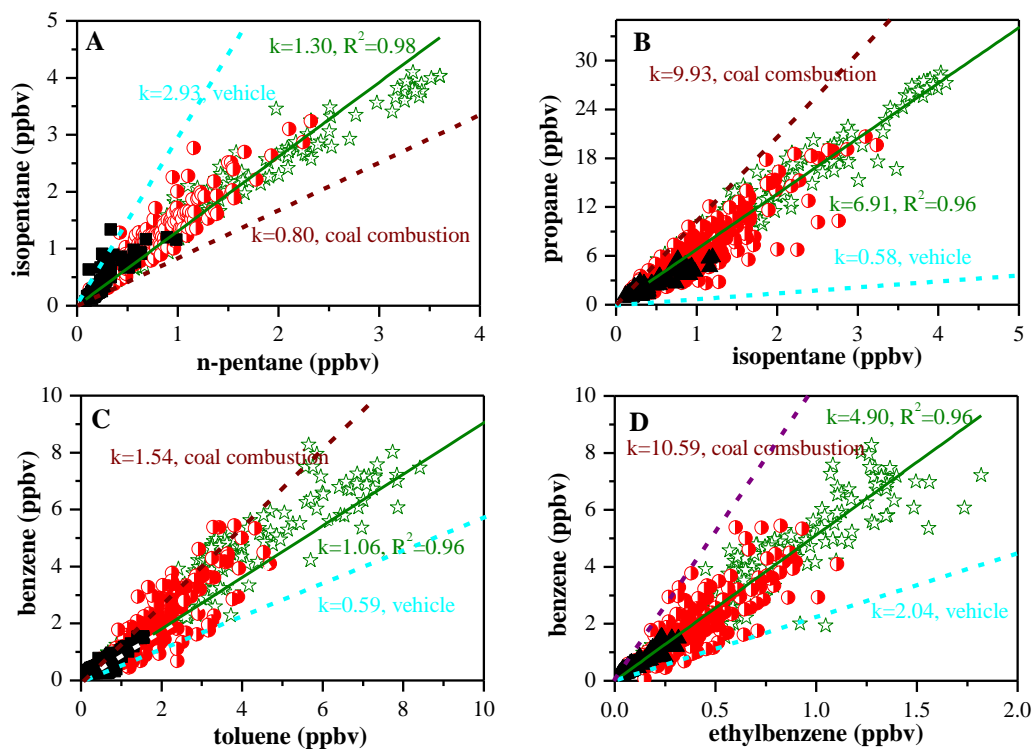 A
k=1.30, R²=0.98
k=2.93, vehicle
k=0.80, coal combustion
isopentane (ppbv)
5
4
3
2
1
0
0 1 2 3 4
n-pentane (ppbv)
B
k=9.93, coal comsbustion
k=6.91, R²=0.96
k=0.58, vehicle
propane (ppbv)
30
24
18
12
6
0
0 1 2 3 4 5
isopentane (ppbv)
C
k=1.54, coal combustion
k=1.06, R²=0.96
k=0.59, vehicle
benzene (ppbv)
10
8
6
4
2
0
0 2 4 6 8 10
toluene (ppbv)
D
k=4.90, R²=0.96
k=10.59, coal comsbustion
k=2.04, vehicle
benzene (ppbv)
10
8
6
4
2
0
0.0 0.5 1.0 1.5 2.0
ethylbenzene (ppbv)